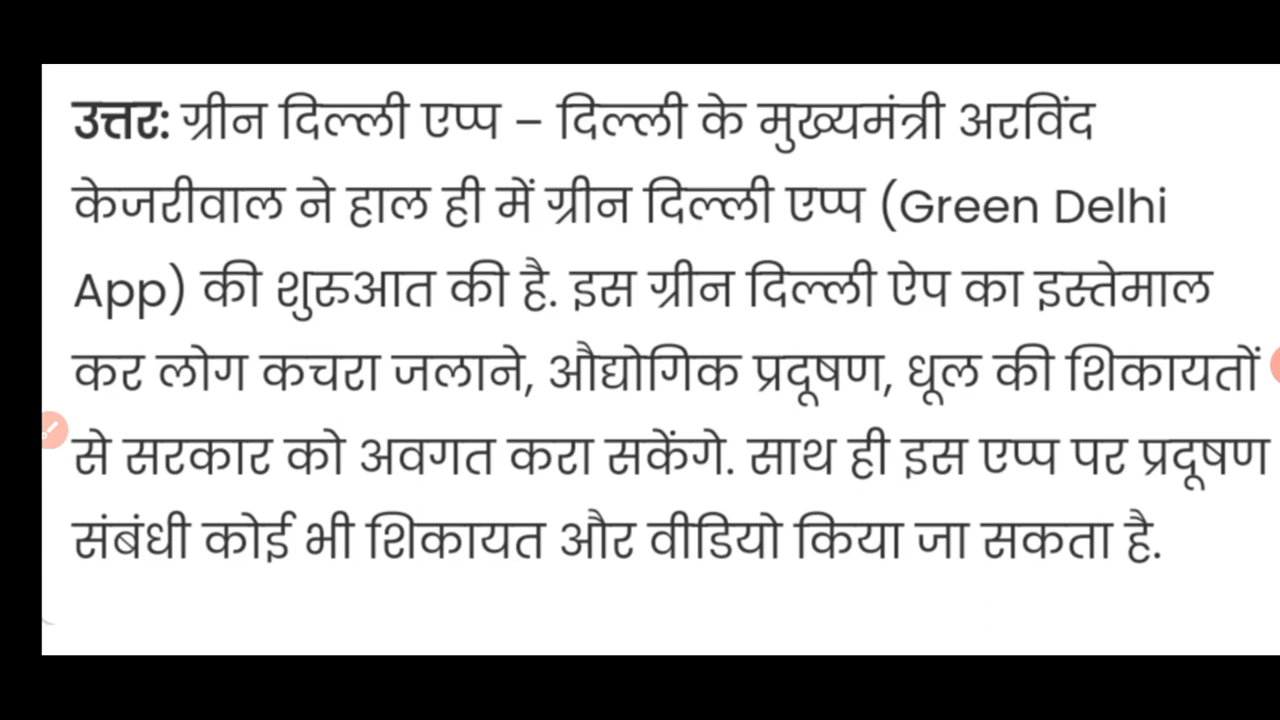 उत्तर: ग्रीन दिल्ली एप्प – दिल्ली के मुख्यमंत्री अरविंद
केजरीवाल ने हाल ही में ग्रीन दिल्ली एप्प (Green Delhi
App) की शुरुआत की है. इस ग्रीन दिल्ली ऐप का इस्तेमाल
कर लोग कचरा जलाने, औद्योगिक प्रदूषण, धूल की शिकायतों
से सरकार को अवगत करा सकेंगे. साथ ही इस एप्प पर प्रदूषण
संबंधी कोई भी शिकायत और वीडियो किया जा सकता है.